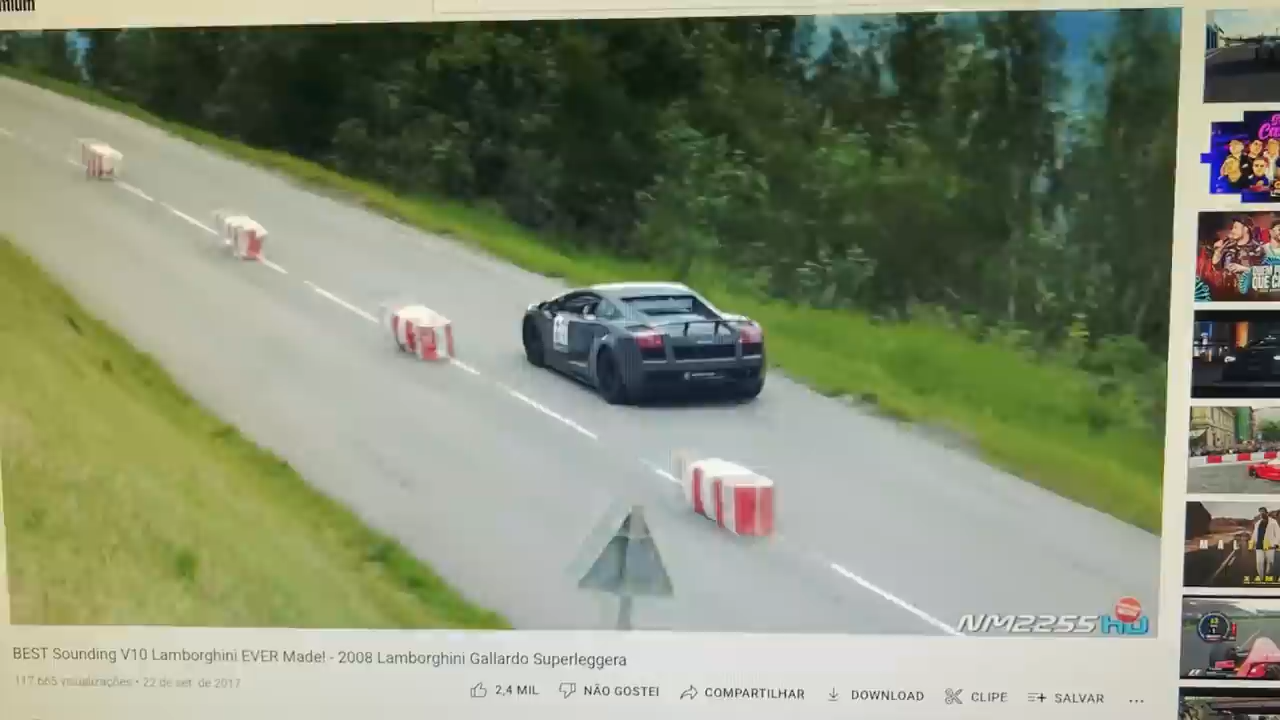 mium
NM2255HD
BEST Sounding V10 Lamborghini EVER Made! - 2008 Lamborghini Gallardo Superleggera
117.665 visualizações • 22 de set. de 2017
2,4 MIL
NÃO GOSTEI
COMPARTILHAR
DOWNLOAD
CLIPE
SALVAR
...